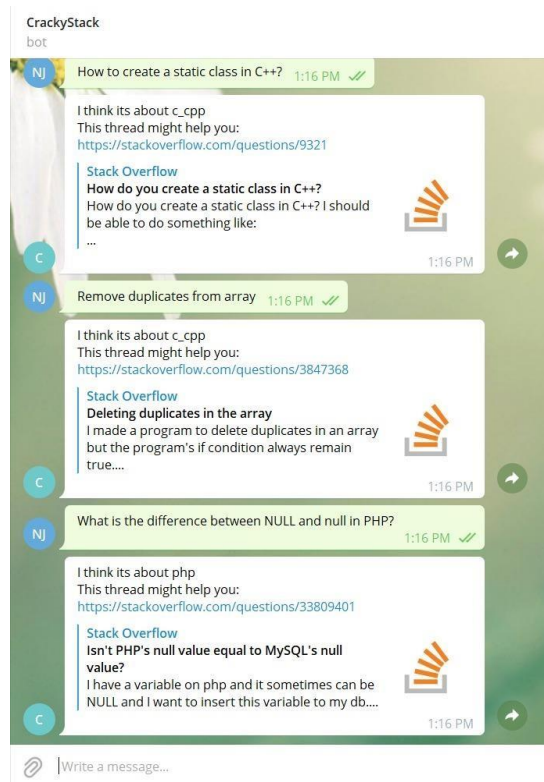 CrackyStack
bot
NJ
How to create a static class in C++? 1:16 PM
I think its about c_cpp
This thread might help you:
https://stackoverflow.com/questions/9321
Stack Overflow
How do you create a static class in C++?
How do you create a static class in C++? I should
be able to do something like:
...
C
1:16 PM
NJ
Remove duplicates from array 1:16 PM
I think its about c_cpp
This thread might help you:
https://stackoverflow.com/questions/3847368
Stack Overflow
Deleting duplicates in the array
I made a program to delete duplicates in an array
but the program's if condition always remain
true....
C
1:16 PM
What is the difference between NULL and null in PHP?
NJ
1:16 PM
I think its about php
This thread might help you:
https://stackoverflow.com/questions/33809401
Stack Overflow
Isn't PHP's null value equal to MySQL's null
value?
I have a variable on php and it sometimes can be
NULL and I want to insert this variable to my db....
C
1:16 PM
Write a message...